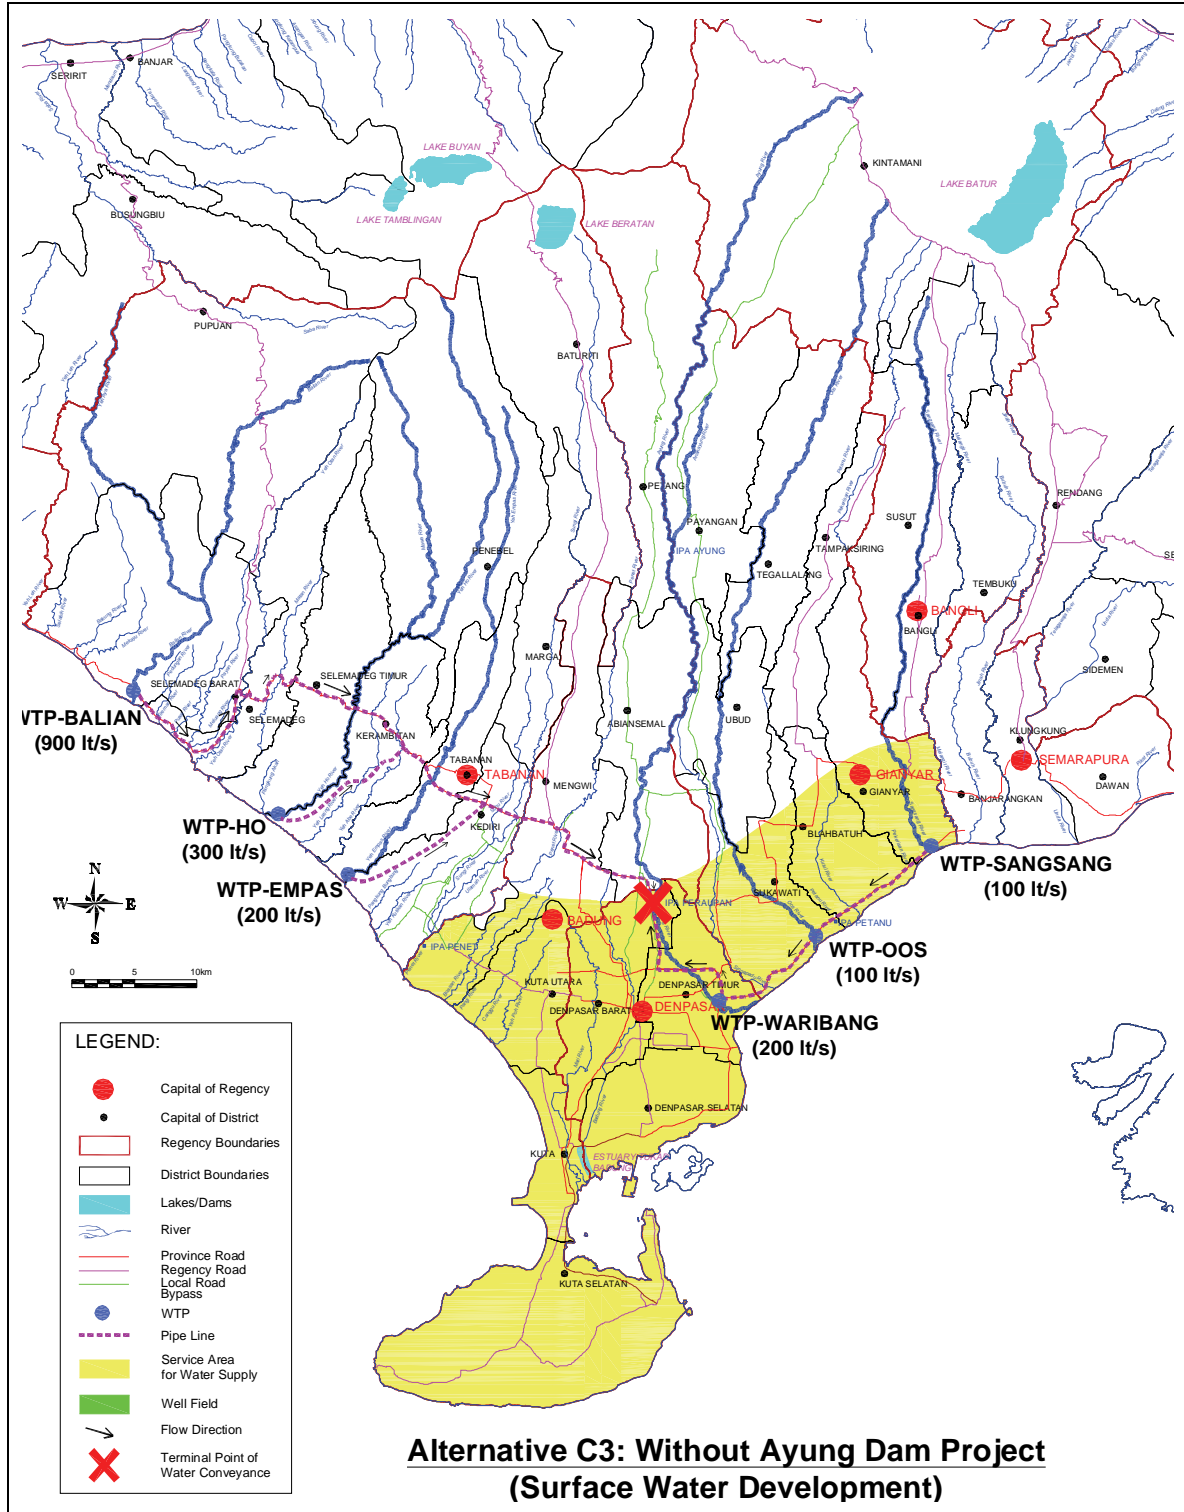 SERIRIT
BANJAR
BUSUNGBIU
LAKE BUYAN
LAKE TAMBLINGAN
LAKE BERATAN
KINTAMANI
LAKE BATUR
PUPUAN
Saba River
BATURITI
PETANG
PAYANGAN
IPA AYUNG
TEGALLALANG
TAMPAKSIRING
SUSUT
RENDANG
TEMBUKU
BANGLI
BANGLI
SIDEMEN
PENEBEL
MARGA
ABIANSEMAL
UBUD
SELEMADEG BARAT
SELEMADEG TIMUR
SELEMADEG
KERAMBITAN
WTP-BALIAN
(900 lt/s)
TABANAN
TABANAN
MENGWI
KEDIRI
GIANYAR
GIANYAR
KLUNGKUNG
SEMARAPURA
DAWAN
BANJARANGKAN
BLAHBATUH
WTP-HO
(300 lt/s)
WTP-EMPAS
(200 lt/s)
WTP-SANGSANG
(100 lt/s)
SUKAWATI
IPA PERAUPAN
IPA PETANU
WTP-OOS
(100 lt/s)
BADUNG
IPA PENET
KUTA UTARA
DENPASAR BARAT
DENPASAR TIMUR
DENPASA
WTP-WARIBANG
(200 lt/s)
DENPASAR SELATAN
KUTA
ESTUARY TUKAD
BADUNG
KUTA SELATAN
N
W
E
S
0 5 10km
LEGEND:
Capital of Regency
Capital of District
Regency Boundaries
District Boundaries
Lakes/Dams
River
Province Road
Regency Road
Local Road
Bypass
WTP
Pipe Line
Service Area
for Water Supply
Well Field
Flow Direction
Terminal Point of
Water Conveyance
Alternative C3: Without Ayung Dam Project
(Surface Water Development)